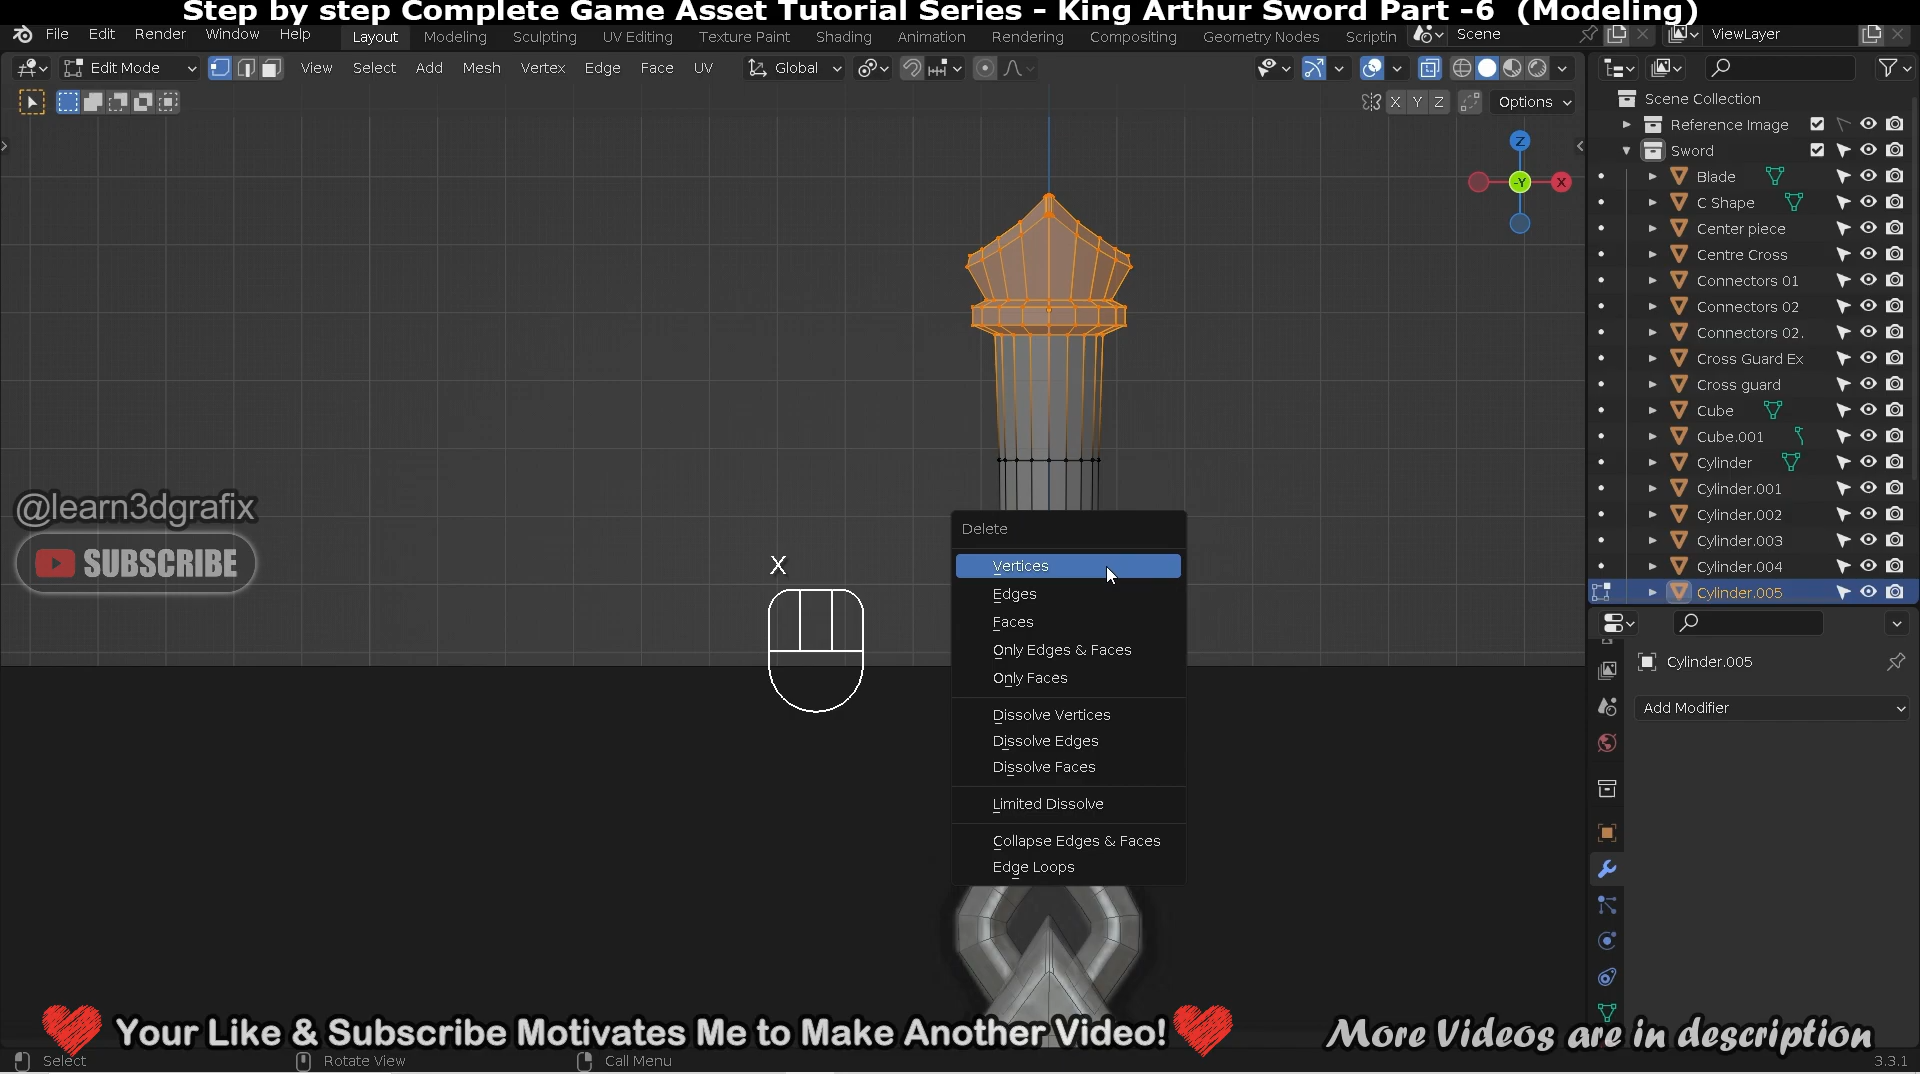 Step by step Complete Game Asset Tutorial Series - King Arthur Sword Part -6 (Modeling)
File Edit Render Window Help Layout Modeling Sculpting UV Editing Texture Paint Shading Animation Rendering Compositing Geometry Nodes Scriptin Scene ViewLayer
Edit Mode View Select Add Mesh Vertex Edge Face UV Global
X Y Z Options
Scene Collection
Reference Image
Sword
Blade
C Shape
Center piece
Centre Cross
Connectors 01
Connectors 02
Connectors 02.
Cross Guard Ex
Cross guard
Cube
Cube.001
Cylinder
Cylinder.001
Cylinder.002
Cylinder.003
Cylinder.004
Cylinder.005
Z
-Y X
@learn3dgrafix
SUBSCRIBE
X
Delete
Vertices
Edges
Faces
Only Edges & Faces
Only Faces
Dissolve Vertices
Dissolve Edges
Dissolve Faces
Limited Dissolve
Collapse Edges & Faces
Edge Loops
Cylinder.005
Add Modifier
Your Like & Subscribe Motivates Me to Make Another Video!
More Videos are in description
Select Rotate View Call Menu 3.3.1